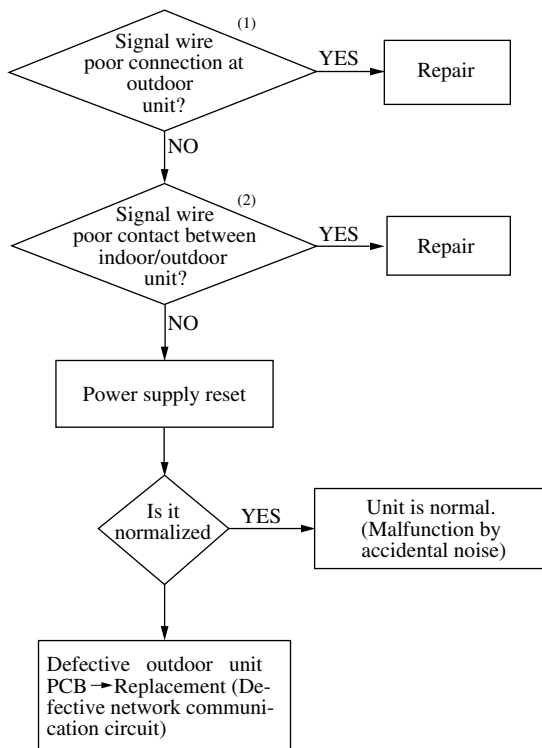 (1)
Signal wire
poor connection at
outdoor
unit?
YES
Repair
NO
(2)
Signal wire
poor contact between
indoor/outdoor
unit?
YES
Repair
NO
Power supply reset
Is it
normalized
YES
Unit is normal.
(Malfunction by
accidental noise)
Defective outdoor unit
PCB → Replacement (De-
fective network communi-
cation circuit)